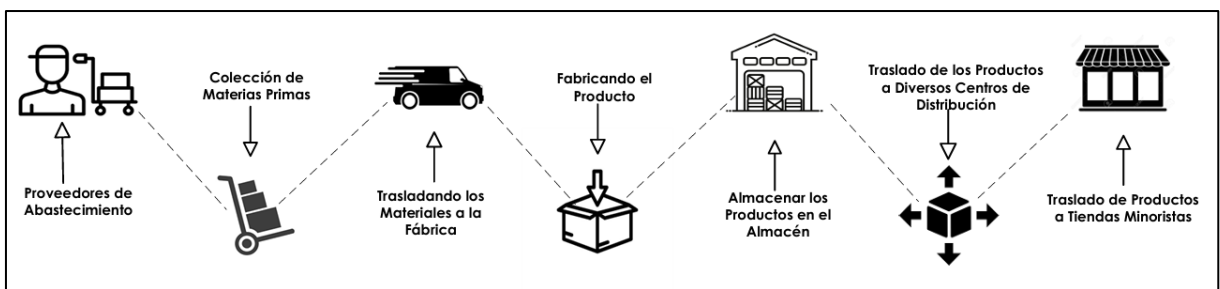 Proveedores de
Abastecimiento
Colección de
Materias Primas
Trasladando los
Materiales a la
Fábrica
Fabricando el
Producto
Almacenar los
Productos en el
Almacén
Traslado de los Productos
a Diversos Centros de
Distribución
Traslado de Productos
a Tiendas Minoristas